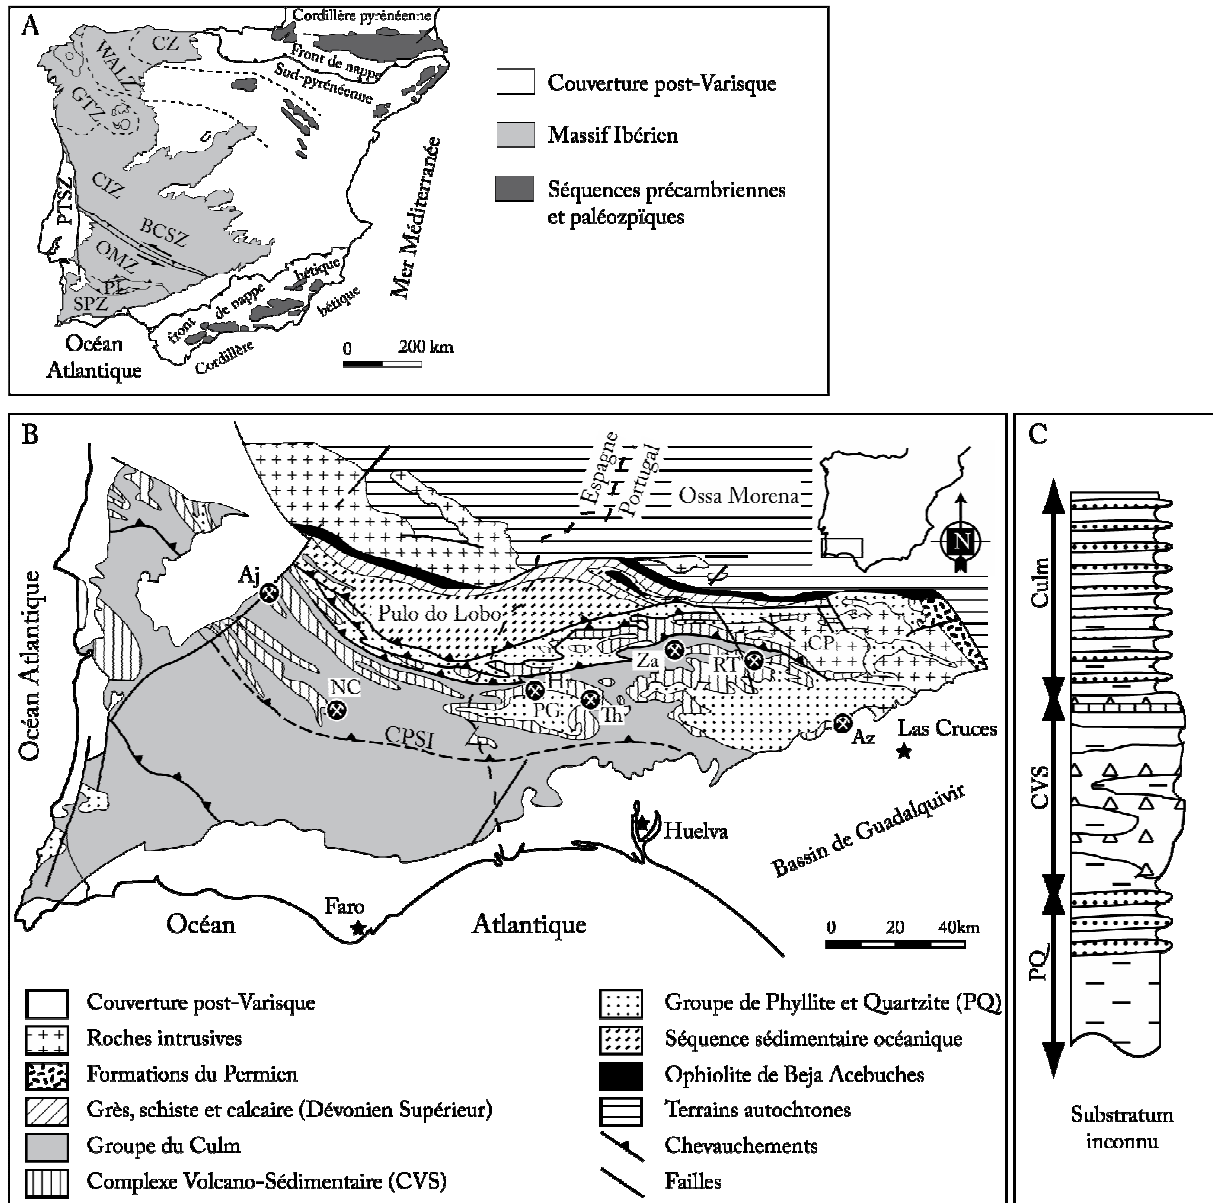 A
Cordillère pyrénéenne
Front de nappe
Sud-pyrénéenne
CZ
WALZ
GTZ
CIZ
PTSZ
BCSZ
OMZ
PL
SPZ
front de nappe bétique
Cordillère bétique
Mer Méditerranée
Océan
Atlantique
0 200 km
Couverture post-Varisque
Massif Ibérien
Séquences précambriennes
et paléozpïques
B
Espagne
Portugal
Ossa Morena
N
Océan Atlantique
Aj
Pulo do Lobo
NC
CPSI
Za
RT
CP
PG
Th
Az
Las Cruces
Huelva
Bassin de Guadalquivir
Faro
Océan
Atlantique
0 20 40km
Couverture post-Varisque
Roches intrusives
Formations du Permien
Grès, schiste et calcaire (Dévonien Supérieur)
Groupe du Culm
Complexe Volcano-Sédimentaire (CVS)
Groupe de Phyllite et Quartzite (PQ)
Séquence sédimentaire océanique
Ophiolite de Beja Acebuches
Terrains autochtones
Chevauchements
Failles
C
Culm
CVS
PQ
Substratum
inconnu